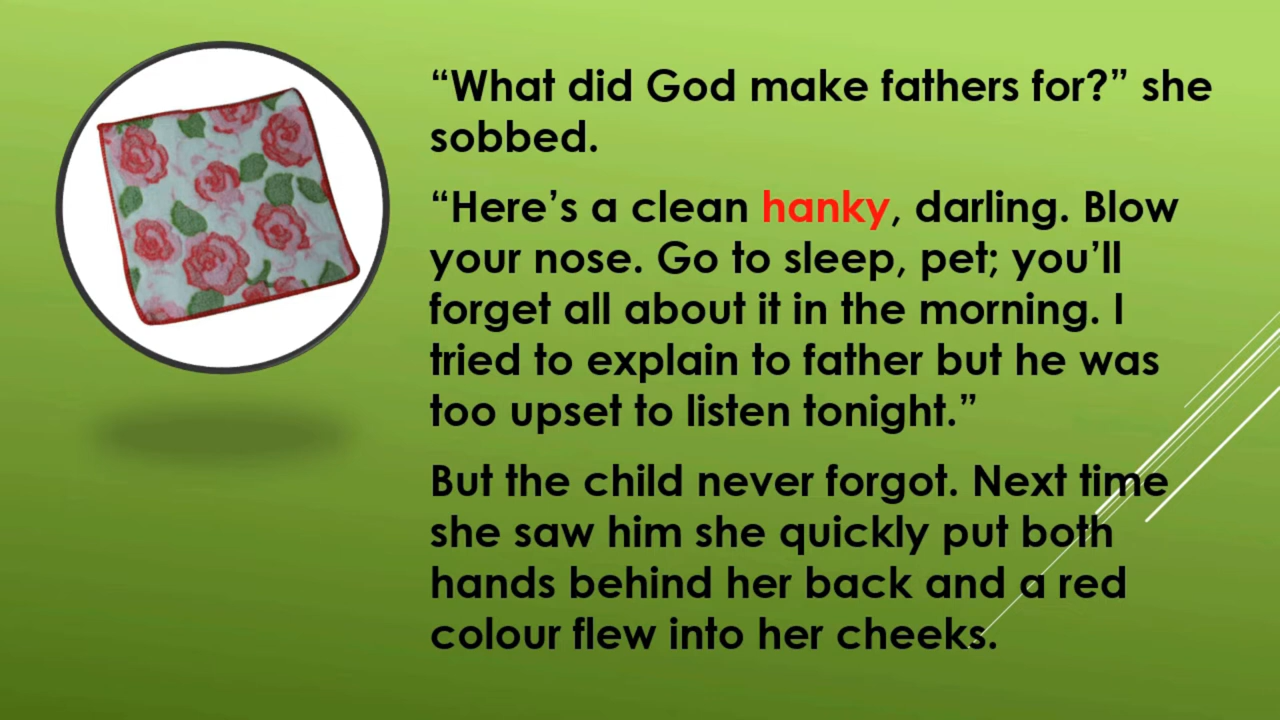 “What did God make fathers for?” she
sobbed.
“Here’s a clean hanky, darling. Blow
your nose. Go to sleep, pet; you’ll
forget all about it in the morning. I
tried to explain to father but he was
too upset to listen tonight.”
But the child never forgot. Next time
she saw him she quickly put both
hands behind her back and a red
colour flew into her cheeks.